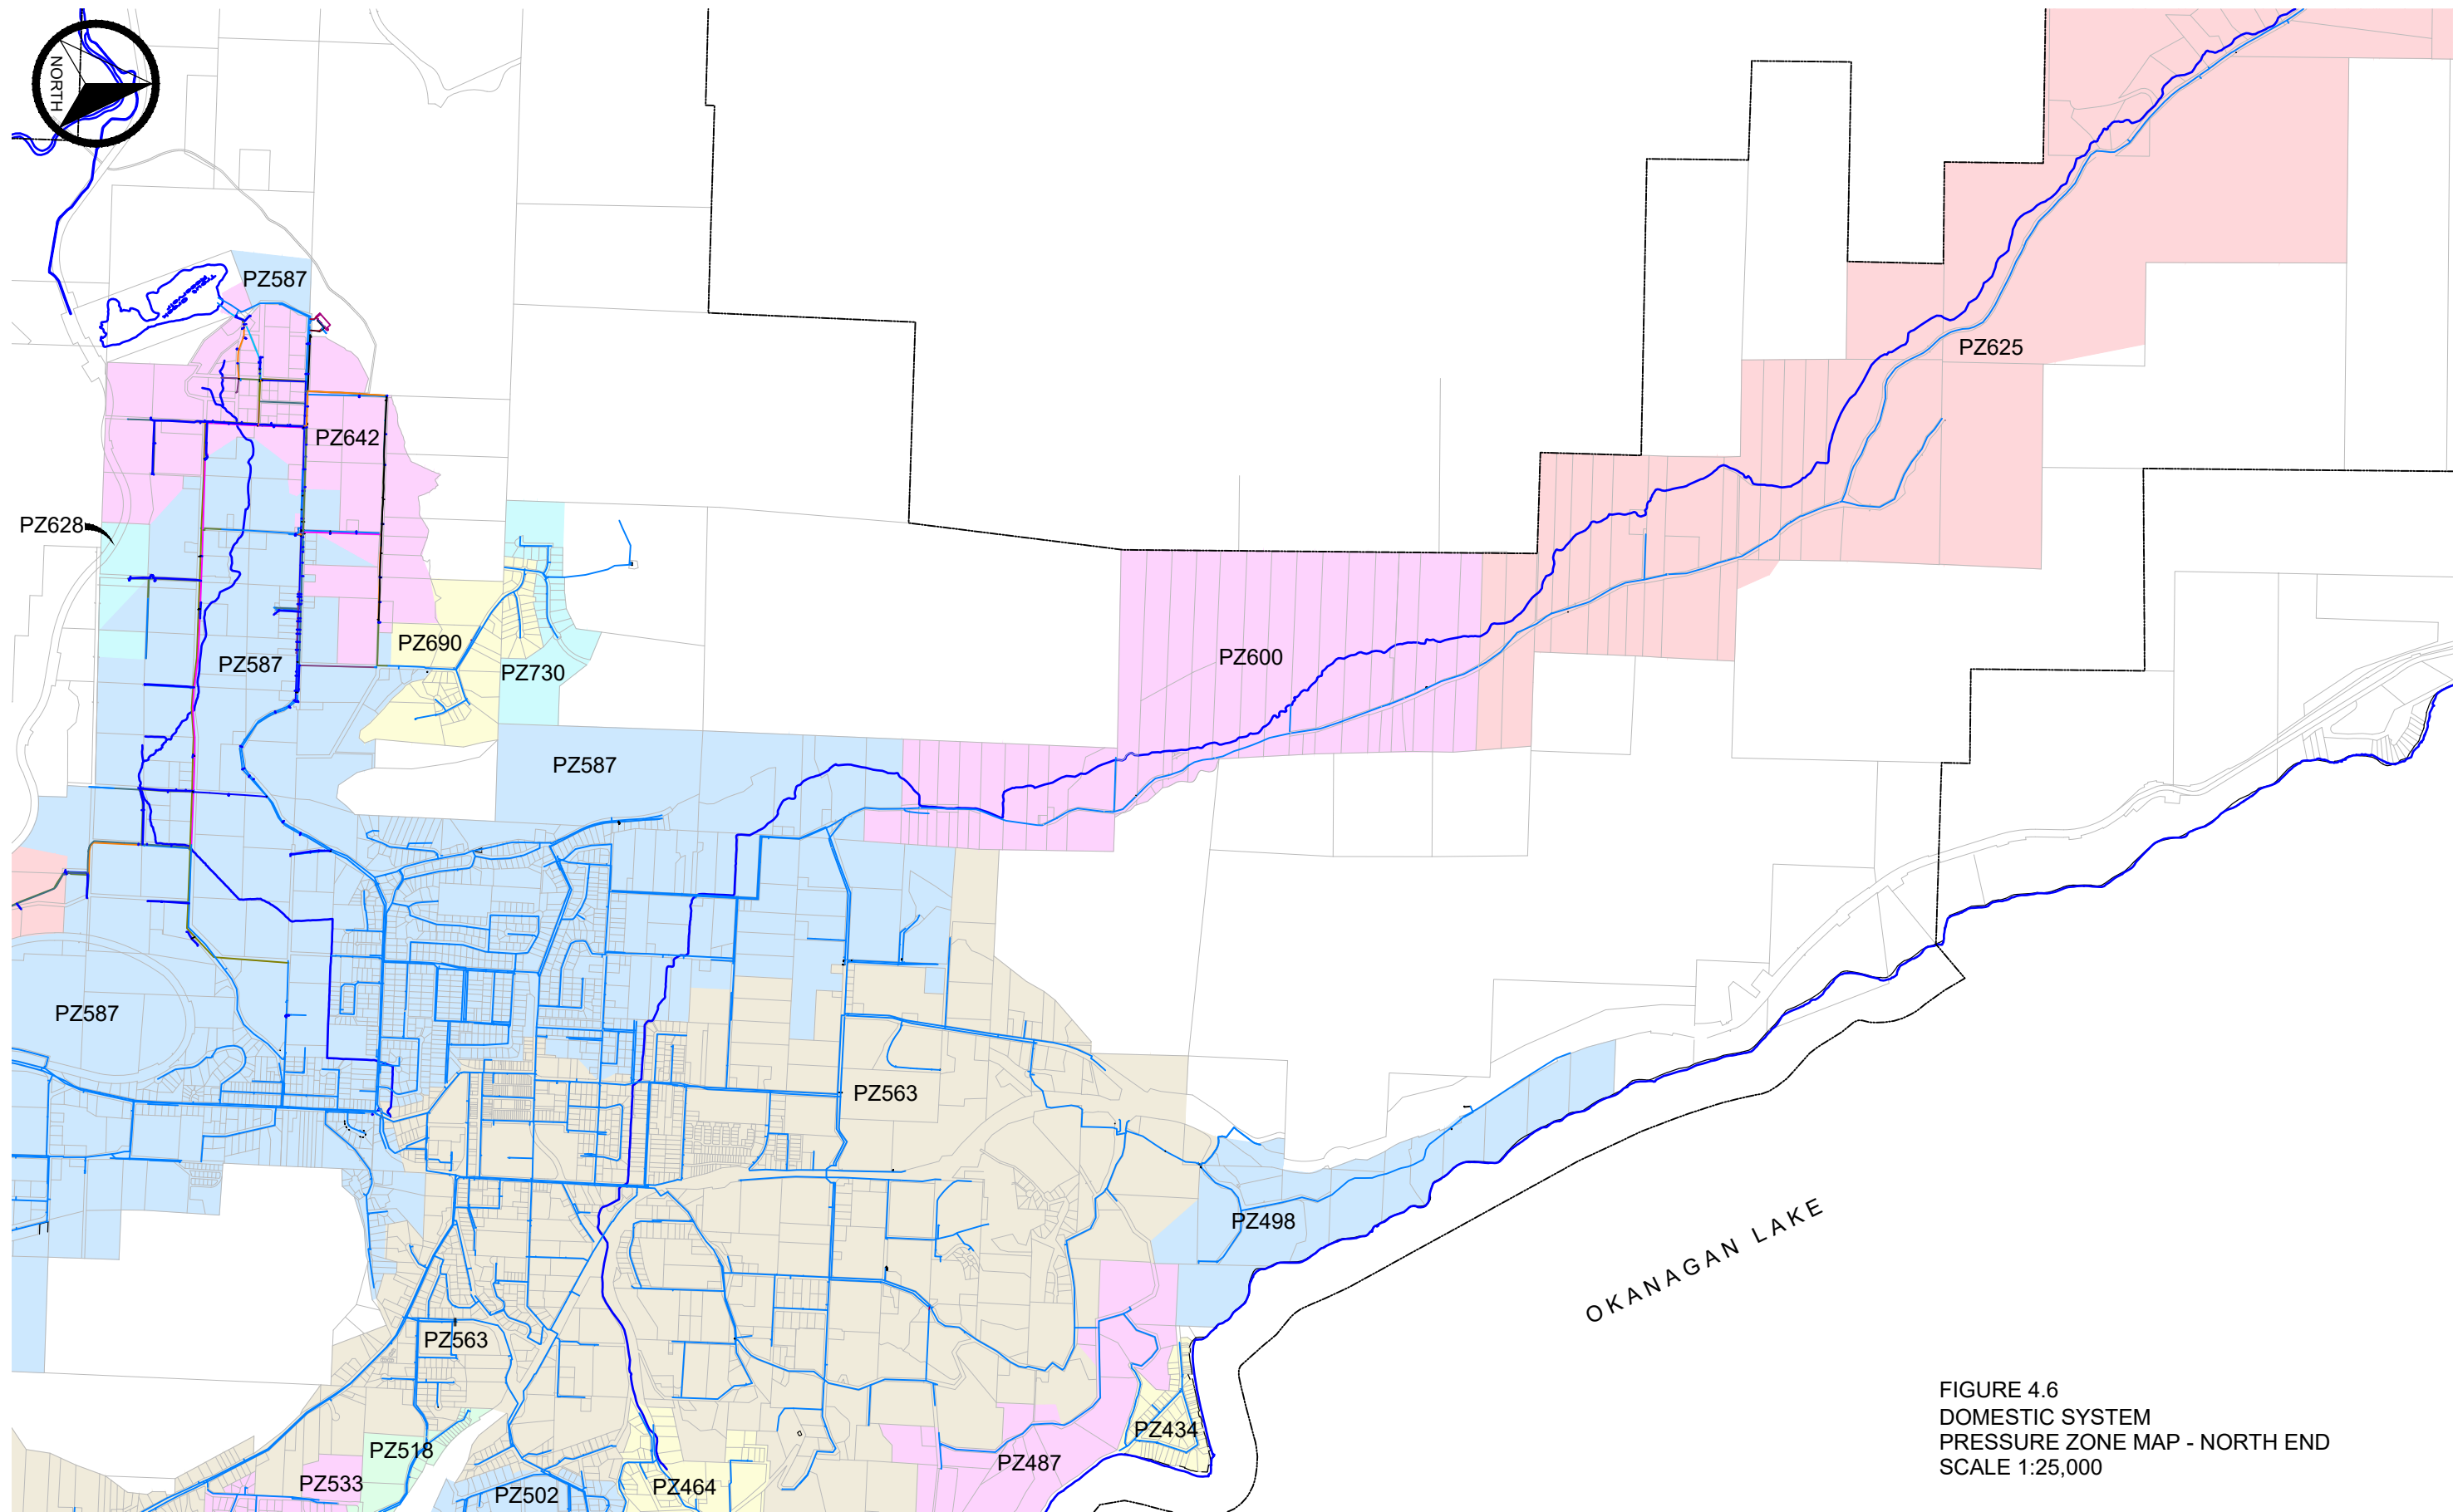 NORTH
PZ587
PZ625
PZ642
PZ628
PZ690
PZ600
PZ587
PZ730
PZ587
PZ587
PZ563
PZ498
OKANAGAN LAKE
PZ563
PZ434
PZ518
PZ487
PZ533
PZ464
PZ502
FIGURE 4.6
DOMESTIC SYSTEM
PRESSURE ZONE MAP - NORTH END
SCALE 1:25,000